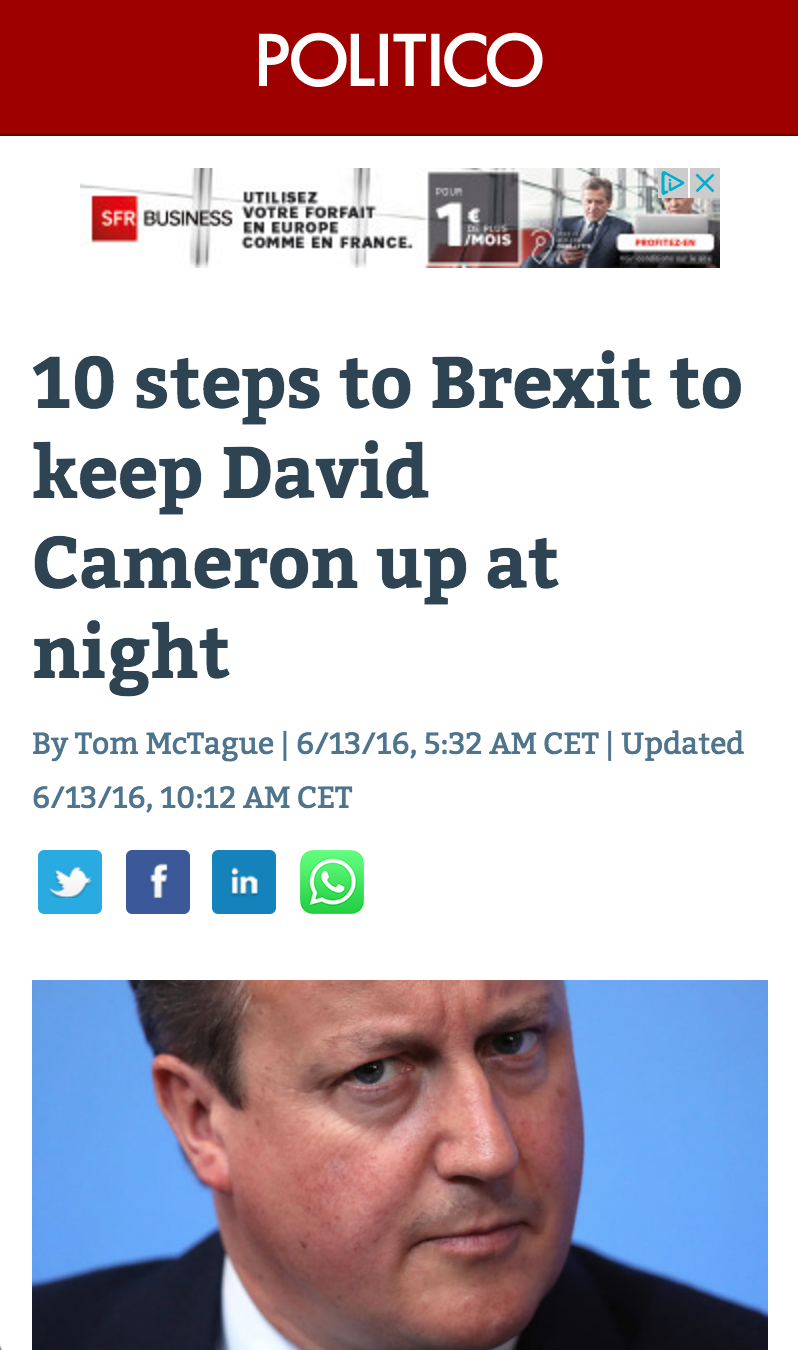 POLITICO
SFR BUSINESS
UTILISEZ
VOTRE FORFAIT
EN EUROPE
COMME EN FRANCE.
POUR
1€
DE PLUS
/MOIS
PROFITEZ-EN
10 steps to Brexit to
keep David
Cameron up at
night
By Tom McTague | 6/13/16, 5:32 AM CET | Updated
6/13/16, 10:12 AM CET
f
in